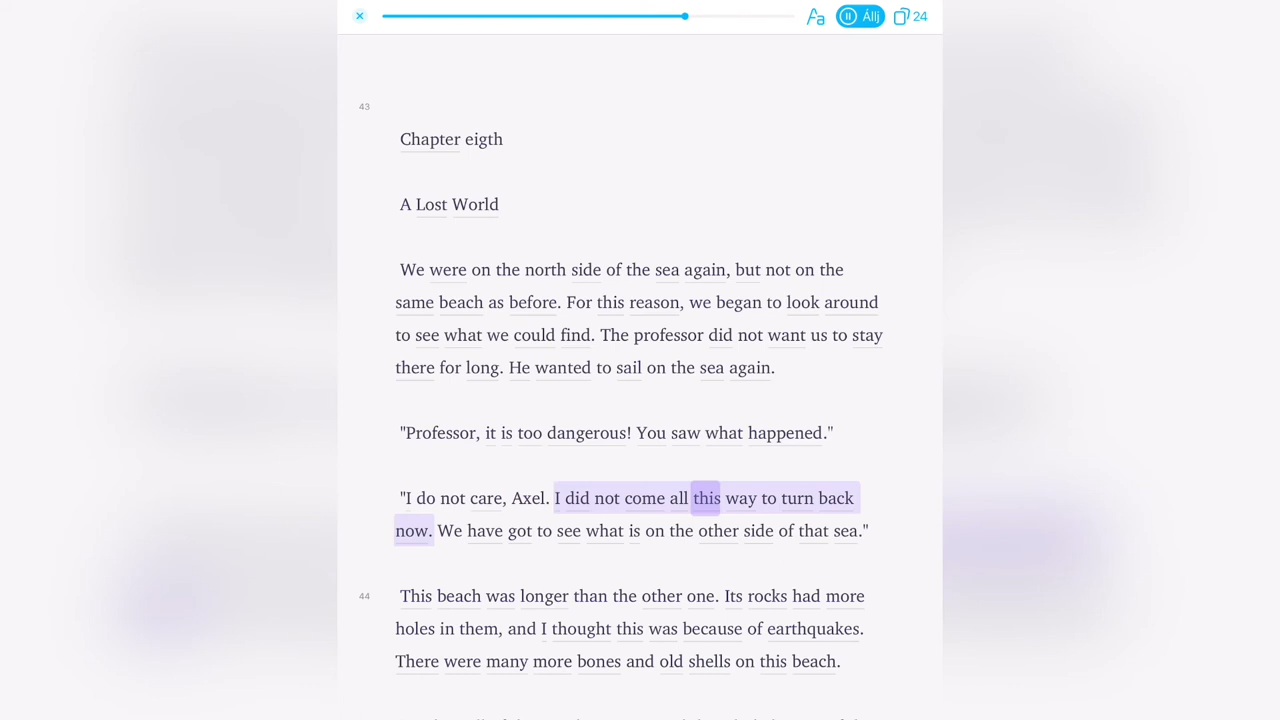 Állj
24
43
Chapter eigth
A Lost World
We were on the north side of the sea again, but not on the
same beach as before. For this reason, we began to look around
to see what we could find. The professor did not want us to stay
there for long. He wanted to sail on the sea again.
"Professor, it is too dangerous! You saw what happened."
"I do not care, Axel. I did not come all this way to turn back
now. We have got to see what is on the other side of that sea."
44
This beach was longer than the other one. Its rocks had more
holes in them, and I thought this was because of earthquakes.
There were many more bones and old shells on this beach.